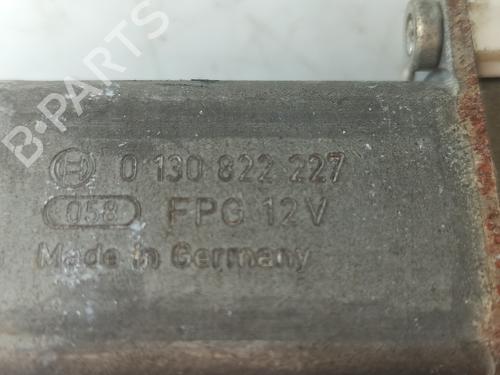 B-PARTS
0 130 822 227
058 FPG 12V
Made in Germany